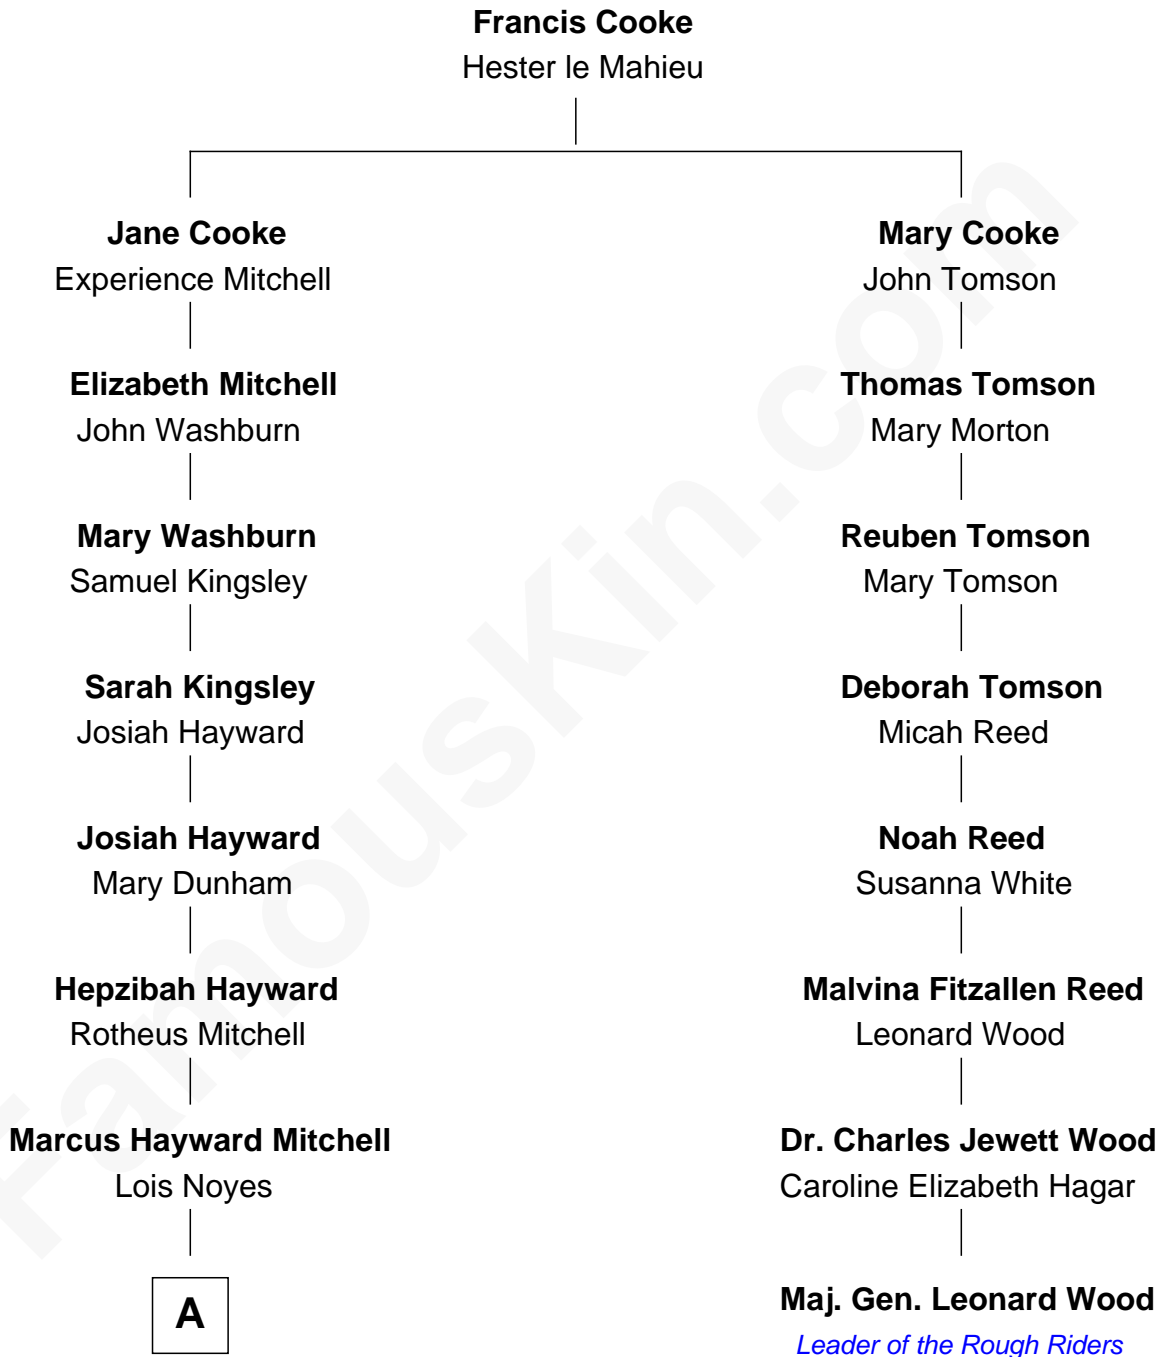 Francis Cooke
Hester le Mahieu
Jane Cooke
Experience Mitchell
Mary Cooke
John Tomson
Elizabeth Mitchell
John Washburn
Thomas Tomson
Mary Morton
Mary Washburn
Samuel Kingsley
Reuben Tomson
Mary Tomson
Sarah Kingsley
Josiah Hayward
Deborah Tomson
Micah Reed
Josiah Hayward
Mary Dunham
Noah Reed
Susanna White
Hepzibah Hayward
Rotheus Mitchell
Malvina Fitzallen Reed
Leonard Wood
Marcus Hayward Mitchell
Lois Noyes
Dr. Charles Jewett Wood
Caroline Elizabeth Hagar
A
Maj. Gen. Leonard Wood
Leader of the Rough Riders
FamousKin.com